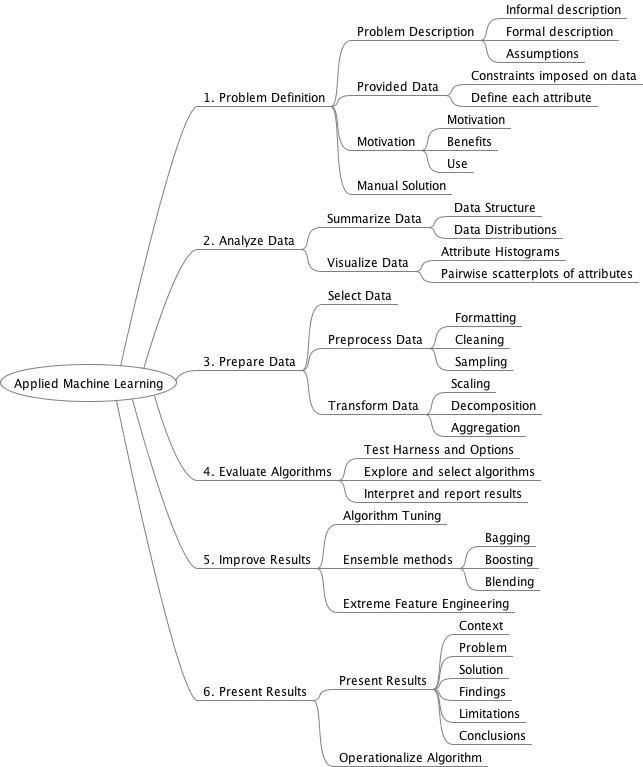 Applied Machine Learning
1. Problem Definition
Problem Description
Informal description
Formal description
Assumptions
Provided Data
Constraints imposed on data
Define each attribute
Motivation
Motivation
Benefits
Use
Manual Solution
2. Analyze Data
Summarize Data
Data Structure
Data Distributions
Visualize Data
Attribute Histograms
Pairwise scatterplots of attributes
3. Prepare Data
Select Data
Preprocess Data
Formatting
Cleaning
Sampling
Transform Data
Scaling
Decomposition
Aggregation
4. Evaluate Algorithms
Test Harness and Options
Explore and select algorithms
Interpret and report results
5. Improve Results
Algorithm Tuning
Ensemble methods
Bagging
Boosting
Blending
Extreme Feature Engineering
6. Present Results
Present Results
Context
Problem
Solution
Findings
Limitations
Conclusions
Operationalize Algorithm